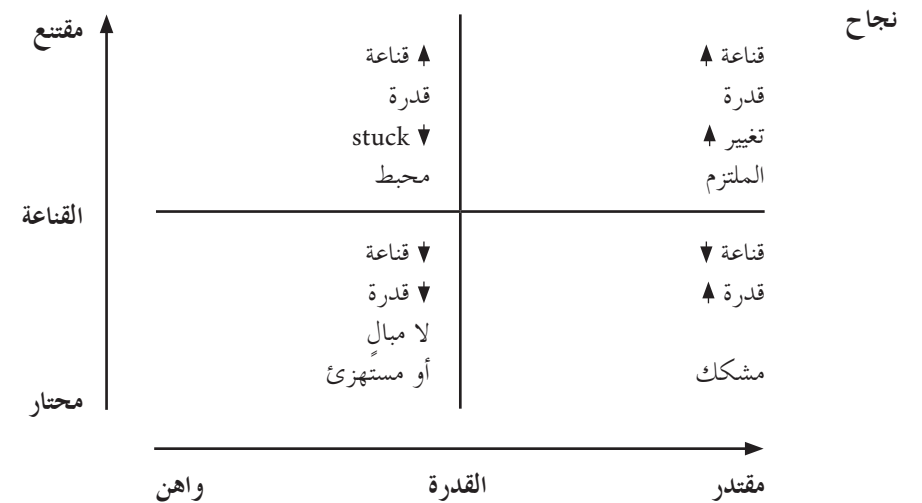 نجاح
مقتنع
قناعة ▲
قدرة
تغيير ▲
الملتزم
▲ قناعة
قدرة
stuck ▼
محبط
القناعة
قناعة ▼
قدرة ▲
مشكك
▼ قناعة
▼ قدرة
لا مبالٍ
أو مستهزئ
محتار
مقتدر
القدرة
واهن